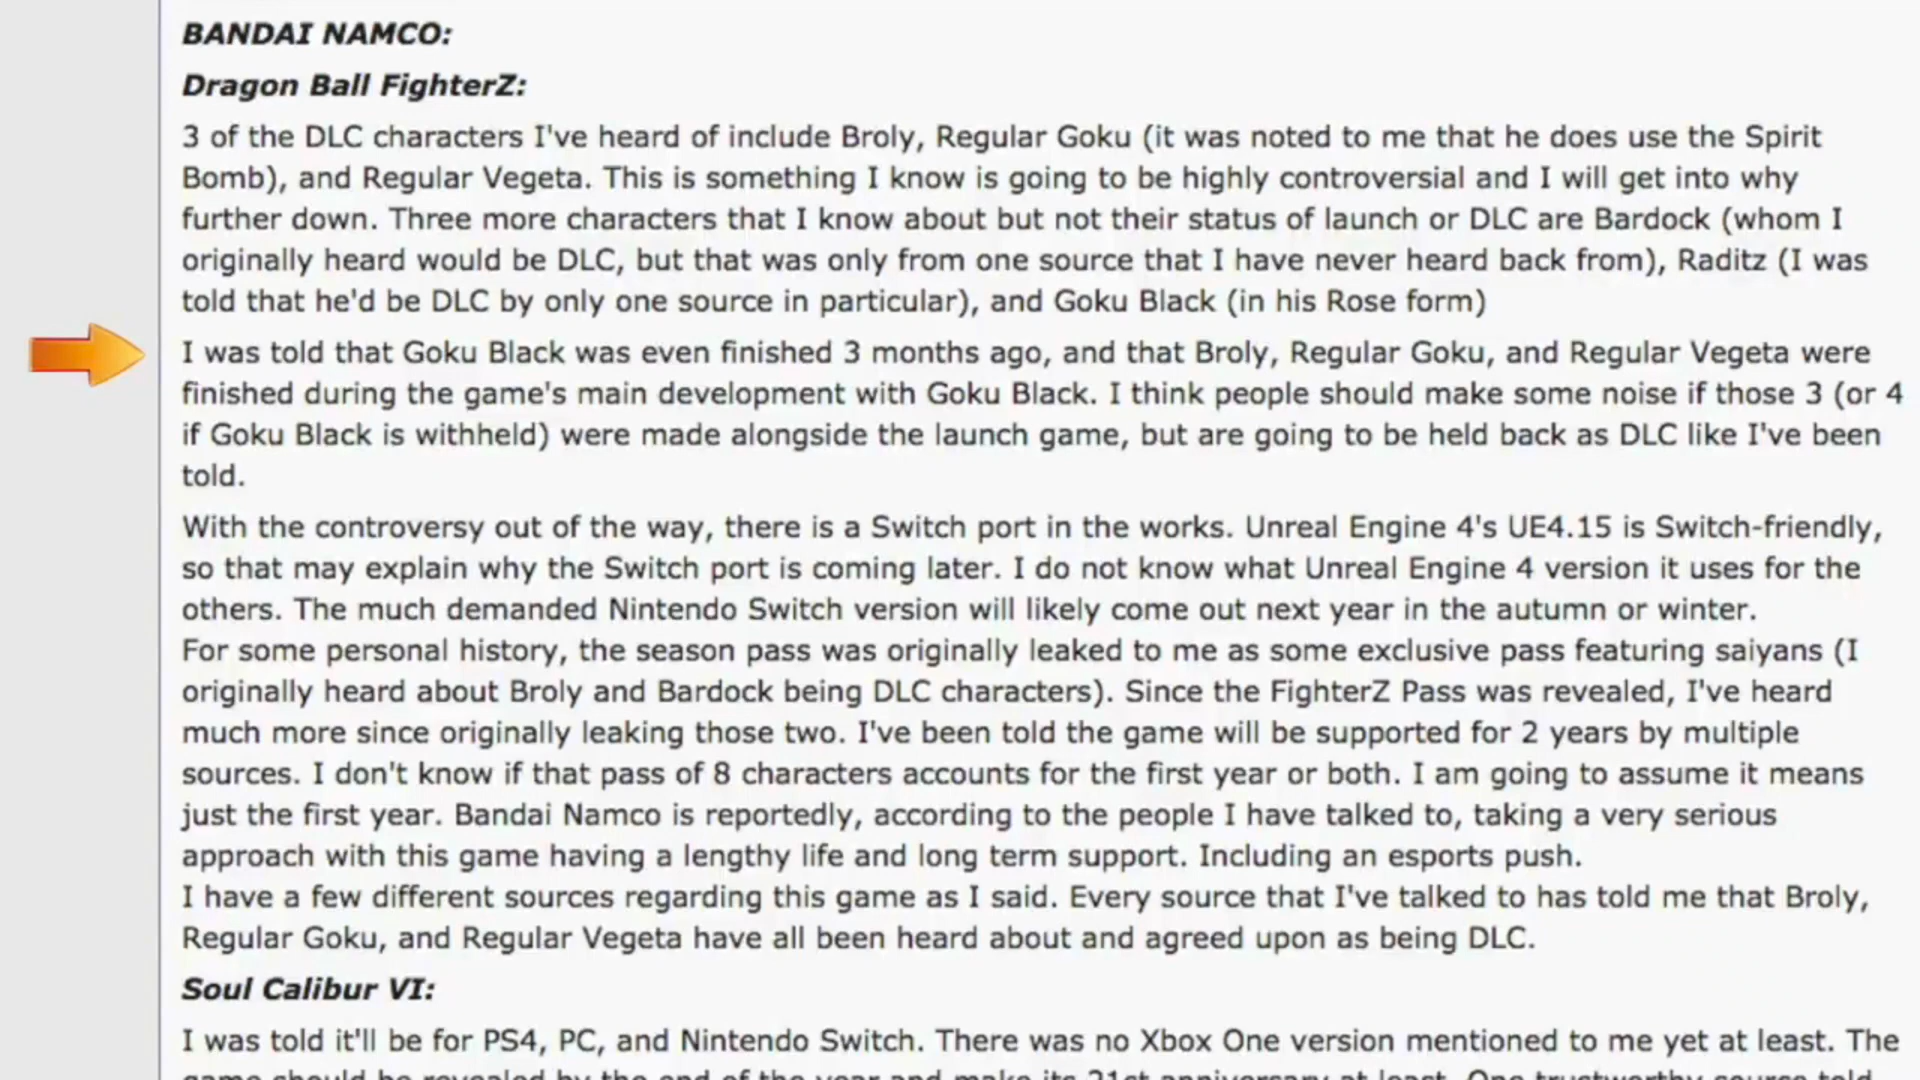 BANDAI NAMCO:
Dragon Ball FighterZ:
3 of the DLC characters I've heard of include Broly, Regular Goku (it was noted to me that he does use the Spirit
Bomb), and Regular Vegeta. This is something I know is going to be highly controversial and I will get into why
further down. Three more characters that I know about but not their status of launch or DLC are Bardock (whom I
originally heard would be DLC, but that was only from one source that I have never heard back from), Raditz (I was
told that he'd be DLC by only one source in particular), and Goku Black (in his Rose form)
I was told that Goku Black was even finished 3 months ago, and that Broly, Regular Goku, and Regular Vegeta were
finished during the game's main development with Goku Black. I think people should make some noise if those 3 (or 4
if Goku Black is withheld) were made alongside the launch game, but are going to be held back as DLC like I've been
told.
With the controversy out of the way, there is a Switch port in the works. Unreal Engine 4's UE4.15 is Switch-friendly,
so that may explain why the Switch port is coming later. I do not know what Unreal Engine 4 version it uses for the
others. The much demanded Nintendo Switch version will likely come out next year in the autumn or winter.
For some personal history, the season pass was originally leaked to me as some exclusive pass featuring saiyans (I
originally heard about Broly and Bardock being DLC characters). Since the FighterZ Pass was revealed, I've heard
much more since originally leaking those two. I've been told the game will be supported for 2 years by multiple
sources. I don't know if that pass of 8 characters accounts for the first year or both. I am going to assume it means
just the first year. Bandai Namco is reportedly, according to the people I have talked to, taking a very serious
approach with this game having a lengthy life and long term support. Including an esports push.
I have a few different sources regarding this game as I said. Every source that I've talked to has told me that Broly,
Regular Goku, and Regular Vegeta have all been heard about and agreed upon as being DLC.
Soul Calibur VI:
I was told it'll be for PS4, PC, and Nintendo Switch. There was no Xbox One version mentioned to me yet at least. The
game should be revealed by the end of the year and make its 21st anniversary at least. One trustworthy source told